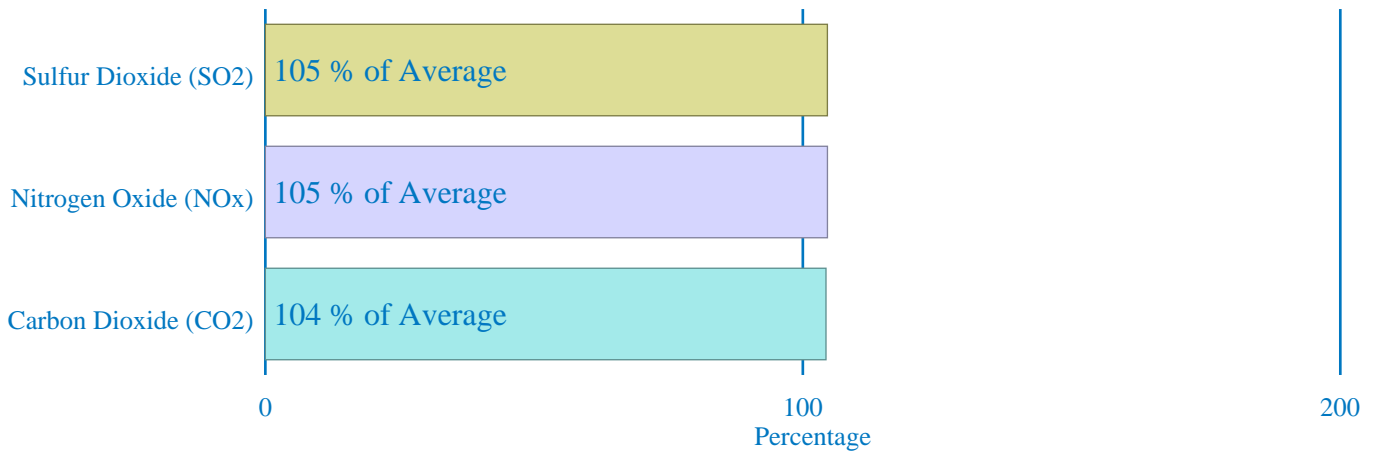 Sulfur Dioxide (SO2)
105 % of Average
Nitrogen Oxide (NOx)
105 % of Average
Carbon Dioxide (CO2)
104 % of Average
0 100 200
Percentage